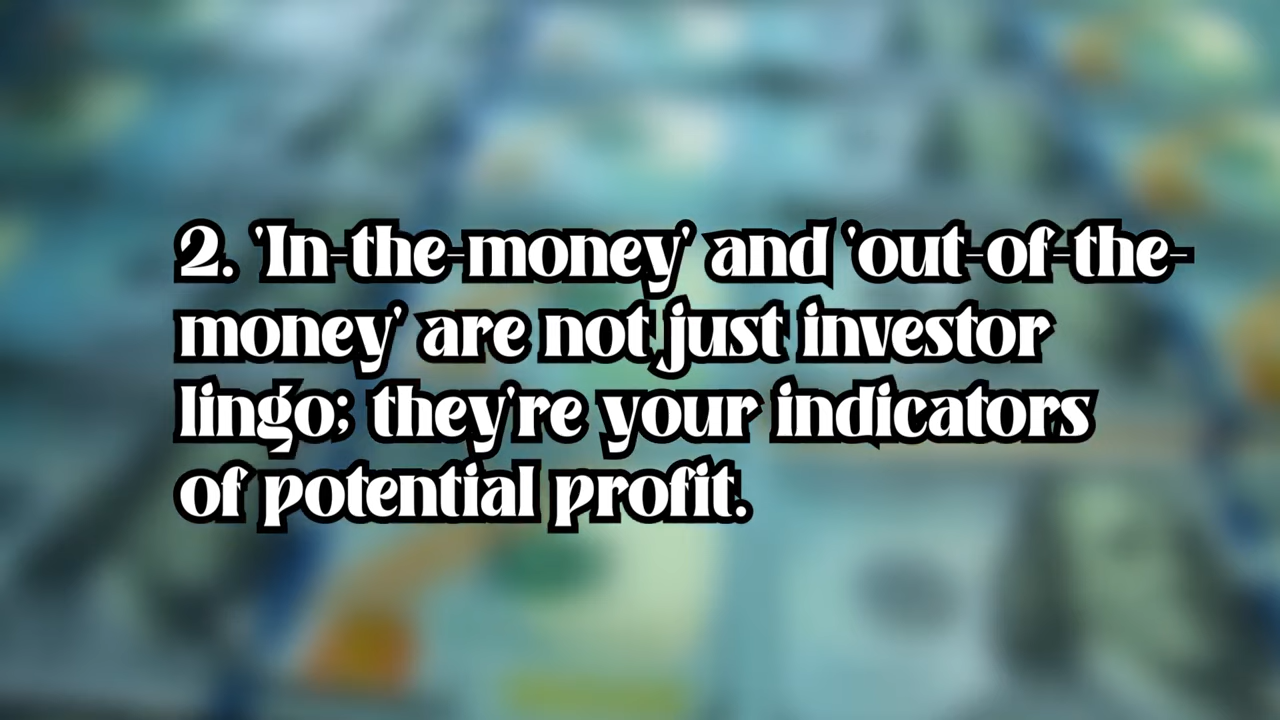 2. 'In-the-money' and 'out-of-the-
money' are not just investor
lingo; they're your indicators
of potential profit.